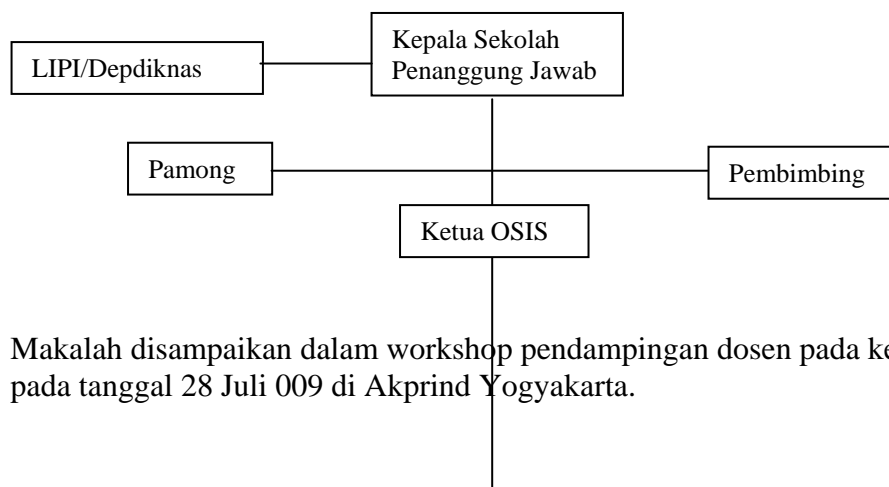 Kepala Sekolah
Penanggung Jawab
LIPI/Depdiknas
Pamong
Pembimbing
Ketua OSIS
Makalah disampaikan dalam workshop pendampingan dosen pada
pada tanggal 28 Juli 009 di Akprind Yogyakarta.